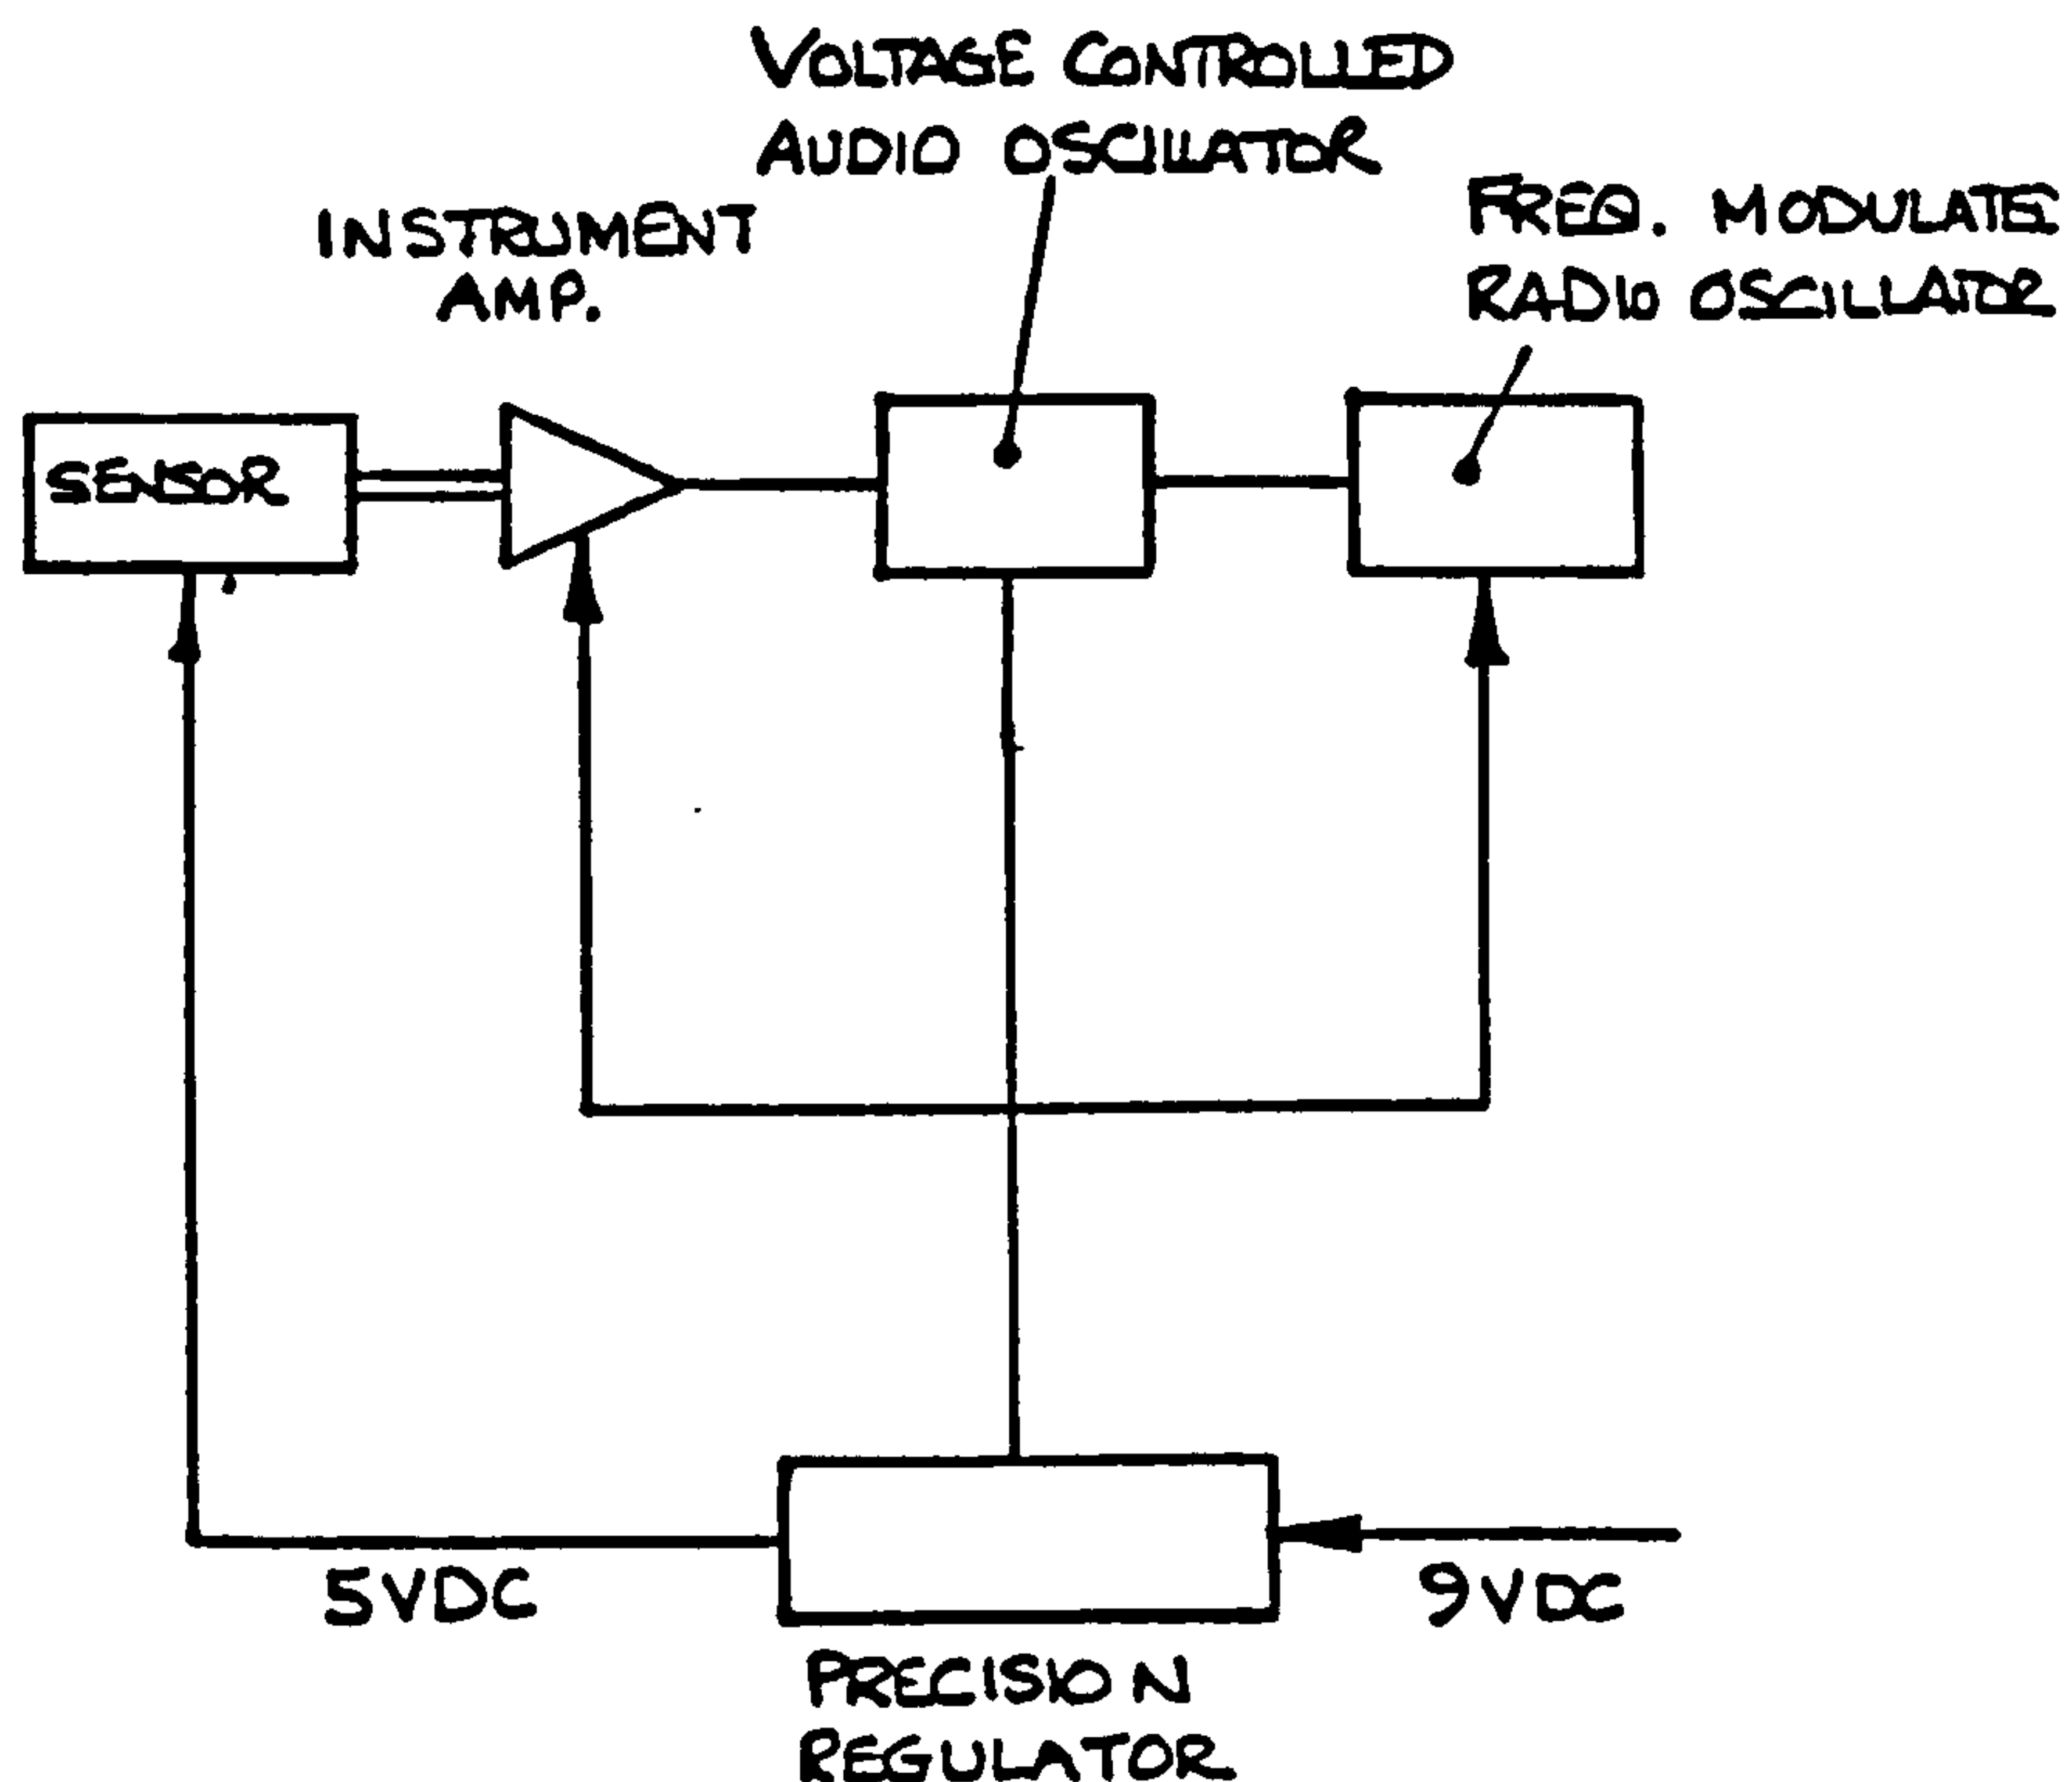 VOLTAGE CONTROLLED
AUDIO OSCILLATOR
INSTRUMENT
AMP.
FREQ. MODULATE
RADIO OSCILLATOR
SENSOR
5VDC
9VDC
PRECISION
REGULATOR